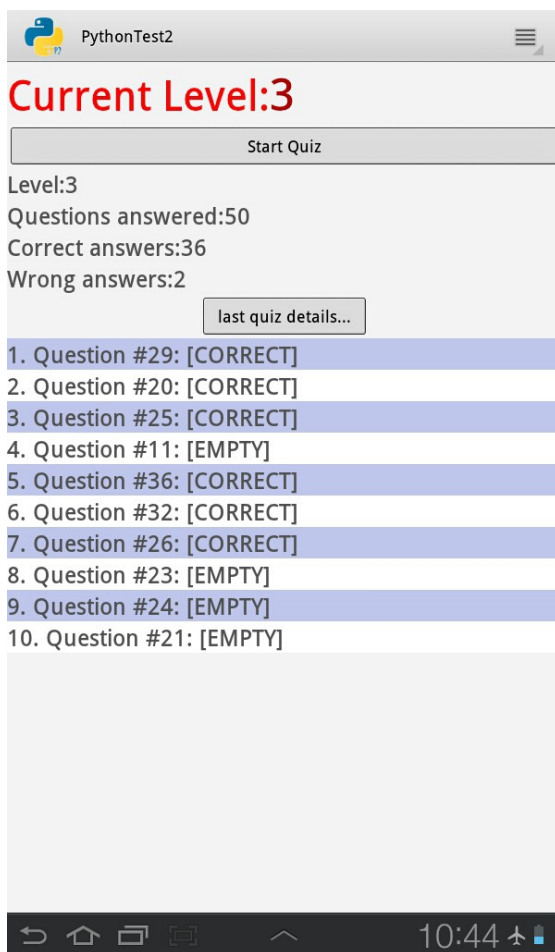 PythonTest2
Current Level:3
Start Quiz
Level:3
Questions answered:50
Correct answers:36
Wrong answers:2
last quiz details...
1. Question #29: [CORRECT]
2. Question #20: [CORRECT]
3. Question #25: [CORRECT]
4. Question #11: [EMPTY]
5. Question #36: [CORRECT]
6. Question #32: [CORRECT]
7. Question #26: [CORRECT]
8. Question #23: [EMPTY]
9. Question #24: [EMPTY]
10. Question #21: [EMPTY]
10:44